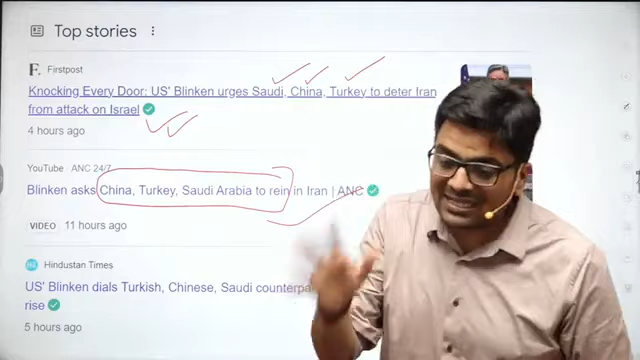 Top stories
F. Firstpost
Knocking Every Door: US' Blinken urges Saudi, China, Turkey to deter Iran
from attack on Israel
4 hours ago
YouTube · ANC 24/7
Blinken asks China, Turkey, Saudi Arabia to rein in Iran | ANC
VIDEO 11 hours ago
Hindustan Times
US' Blinken dials Turkish, Chinese, Saudi counterpa
rise
5 hours ago